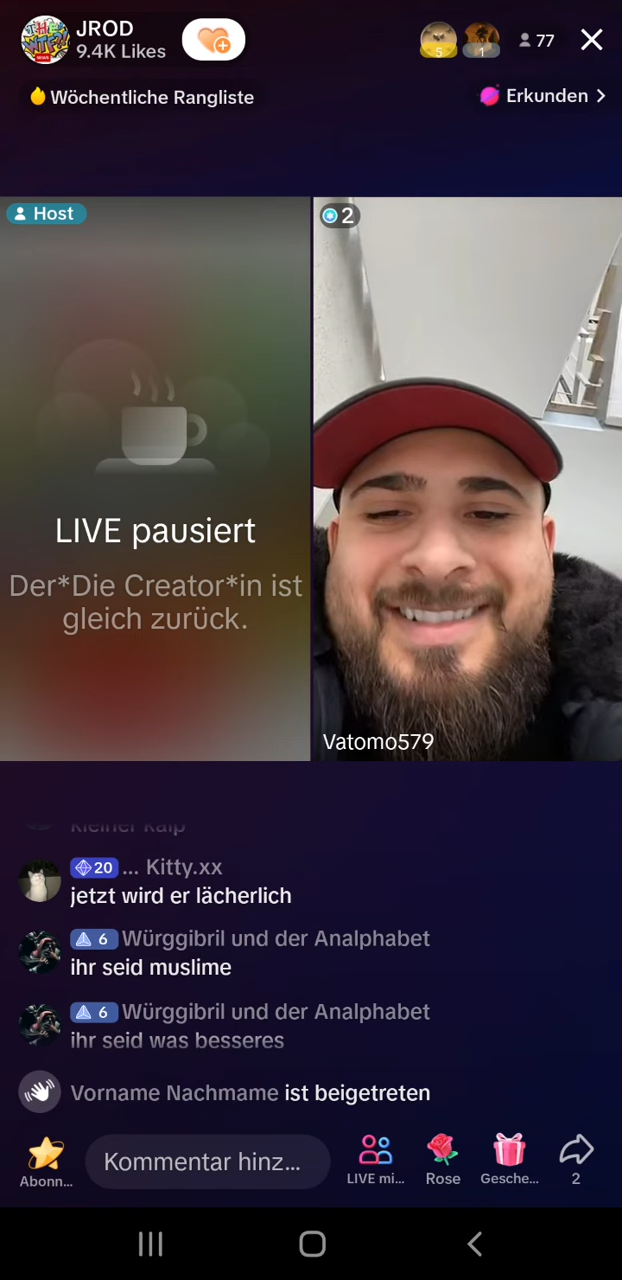 JROD
9.4K Likes
5
1
77
Wöchentliche Rangliste
Erkunden
Host
2
LIVE pausiert
Der*Die Creator*in ist
gleich zurück.
Vatomo579
20 ... Kitty.xx
jetzt wird er lächerlich
6 Würggibril und der Analphabet
ihr seid muslime
6 Würggibril und der Analphabet
ihr seid was besseres
Vorname Nachmame ist beigetreten
Abonn...
Kommentar hinz...
LIVE mi...
Rose
Gesche...
2